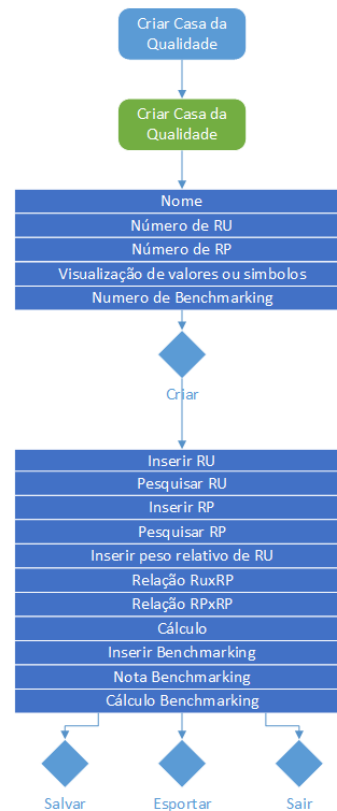 Criar Casa da
Qualidade
Criar Casa da
Qualidade
Nome
Número de RU
Número de RP
Visualização de valores ou simbolos
Numero de Benchmarking
Criar
Inserir RU
Pesquisar RU
Inserir RP
Pesquisar RP
Inserir peso relativo de RU
Relação RuxRP
Relação RPxRP
Cálculo
Inserir Benchmarking
Nota Benchmarking
Cálculo Benchmarking
Salvar
Esportar
Sair